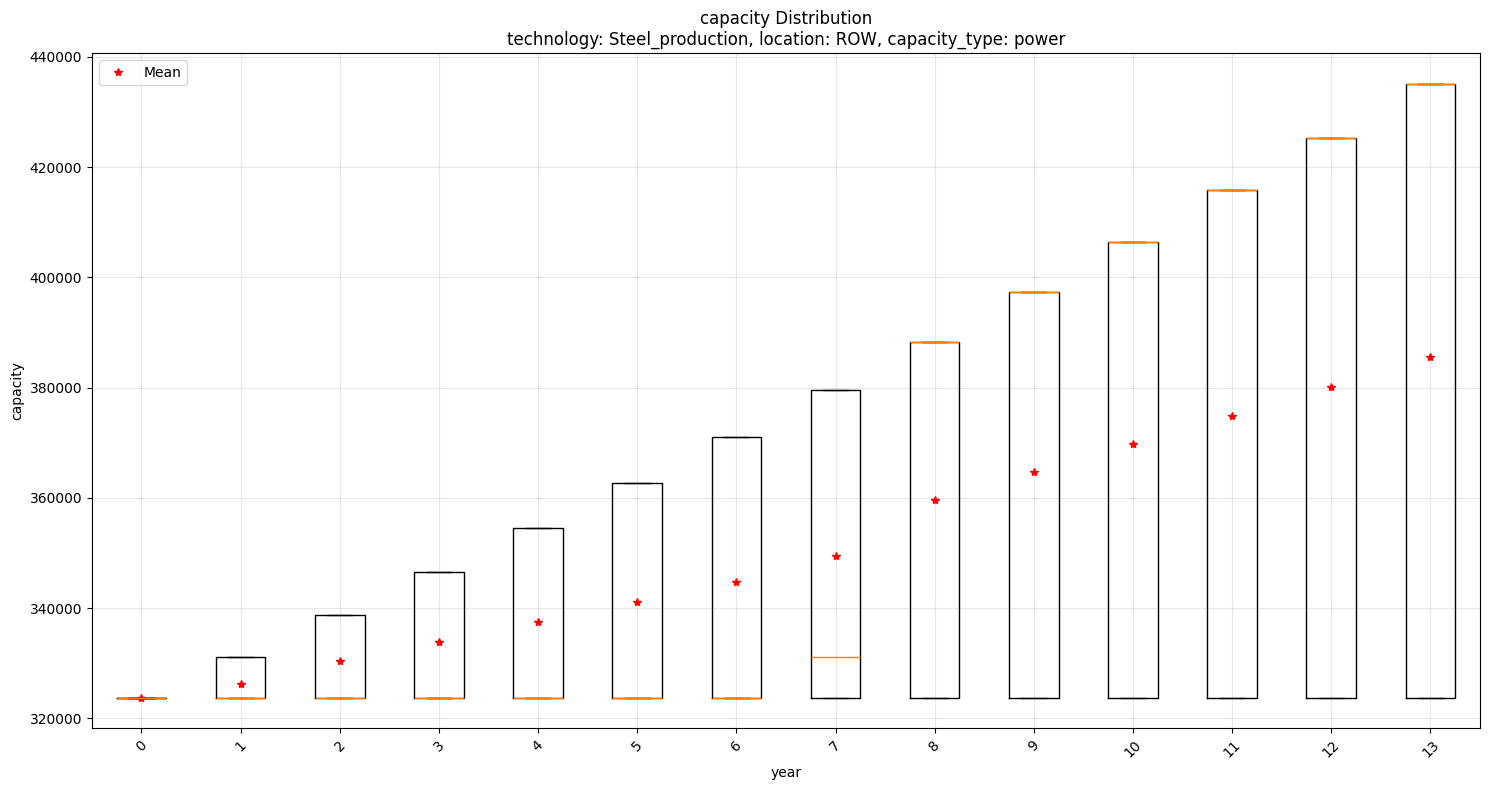 capacity Distribution
technology: Steel_production, location: ROW, capacity_type: power
Mean
440000
420000
400000
380000
360000
340000
320000
capacity
0 1 2 3 4 5 6 7 8 9 10 11 12 13
year